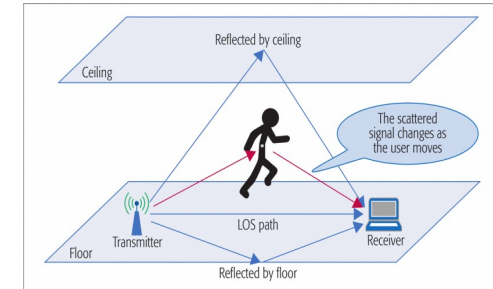 Reflected by ceiling
Ceiling
The scattered
signal changes as
the user moves
LOS path
Transmitter
Receiver
Floor
Reflected by floor